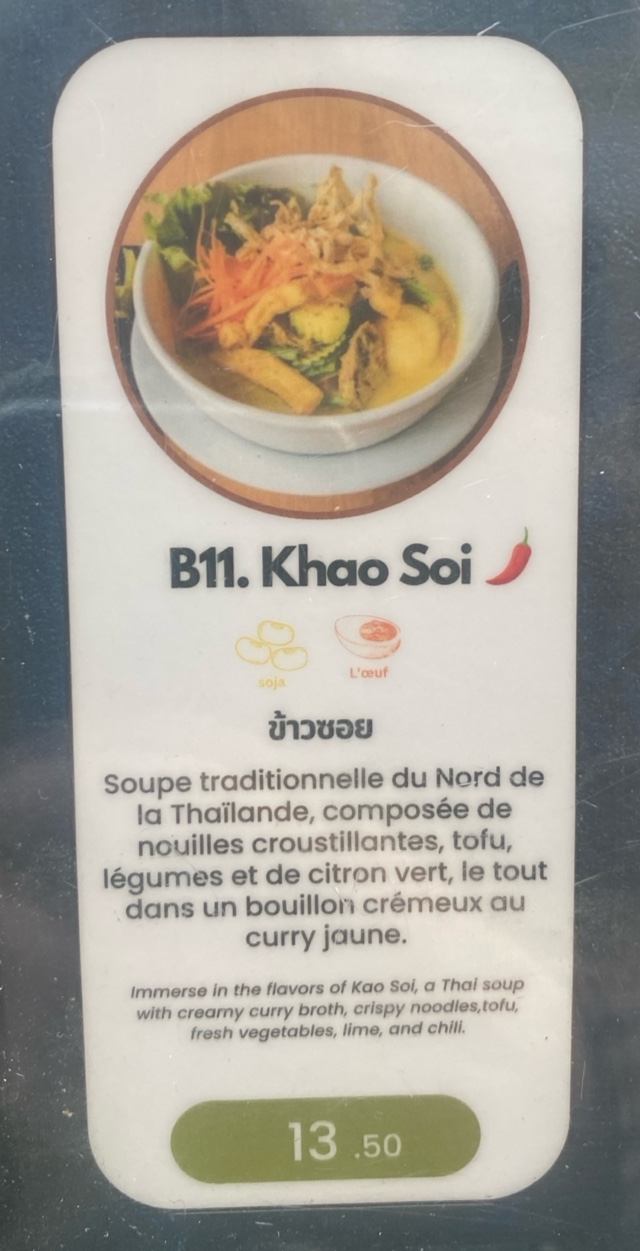 B11. Khao Soi
soja
L'œuf
ข้าวซอย
Soupe traditionnelle du Nord de
la Thaïlande, composée de
nouilles croustillantes, tofu,
légumes et de citron vert, le tout
dans un bouillon crémeux au
curry jaune.
Immerse in the flavors of Kao Soi, a Thai soup
with creamy curry broth, crispy noodles,tofu,
fresh vegetables, lime, and chili.
13 .50